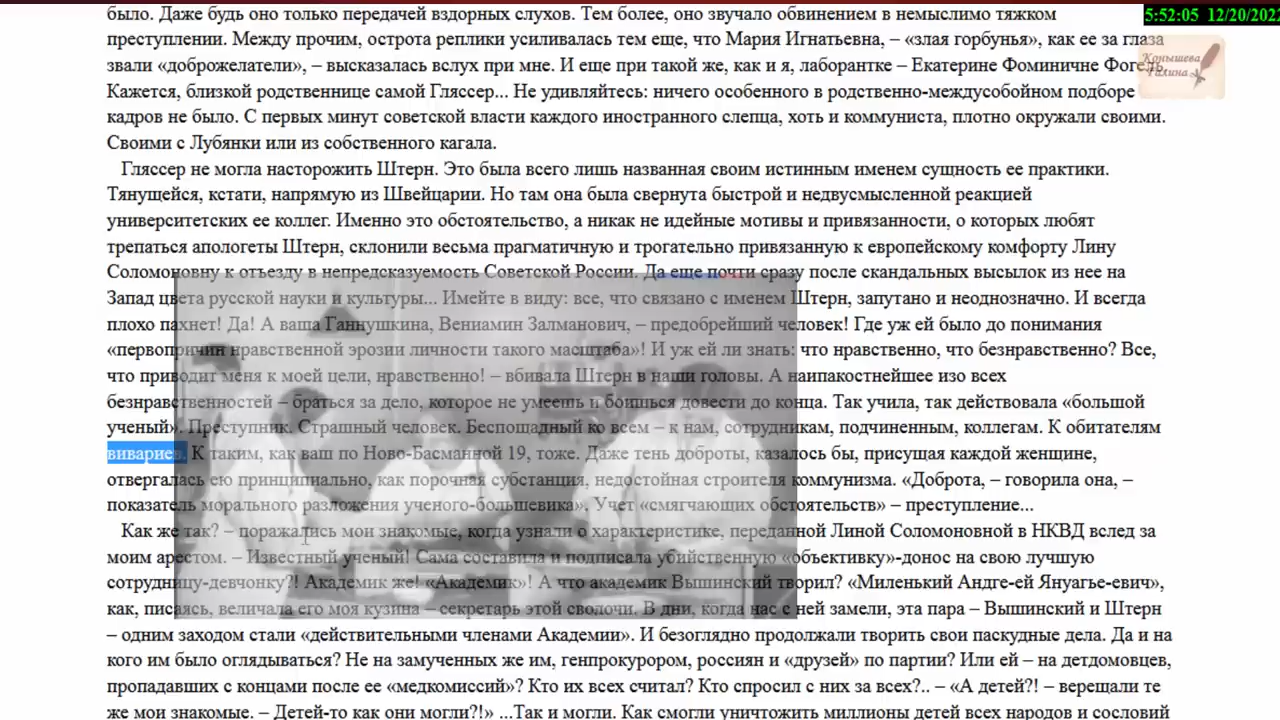 было. Даже будь оно только передачей вздорных слухов. Тем более, оно звучало обвинением в немыслимо тяжком
5:52:05 12/20/202
преступлении. Между прочим, острота реплики усиливалась тем еще, что Мария Игнатьевна, – «злая горбунья», как ее за глаза
звали «доброжелатели», – высказалась вслух при мне. И еще при такой же, как и я, лаборантке – Екатерине Фоминичне Фогель.
Конышева
Галина
Кажется, близкой родственнице самой Гляссер... Не удивляйтесь: ничего особенного в родственно-междусобойном подборе
кадров не было. С первых минут советской власти каждого иностранного слепца, хоть и коммуниста, плотно окружали своими.
Своими с Лубянки или из собственного кагала.
Гляссер не могла насторожить Штерн. Это была всего лишь названная своим истинным именем сущность ее практики.
Тянущейся, кстати, напрямую из Швейцарии. Но там она была свернута быстрой и недвусмысленной реакцией
университетских ее коллег. Именно это обстоятельство, а никак не идейные мотивы и привязанности, о которых любят
трепаться апологеты Штерн, склонили весьма прагматичную и трогательно привязанную к европейскому комфорту Лину
Соломоновну к отъезду в непредсказуемость Советской России. Да еще почти сразу после скандальных высылок из нее на
Запад цвета русской науки и культуры... Имейте в виду: все, что связано с именем Штерн, запутано и неоднозначно. И всегда
плохо пахнет! Да! А ваша Ганнушкина, Вениамин Залманович, – предобрейший человек! Где уж ей было до понимания
«первопричин нравственной эрозии личности такого масштаба»! И уж ей ли знать: что нравственно, что безнравственно? Все,
что приводит меня к моей цели, нравственно! – вбивала Штерн в наши головы. А наипакостнейшее изо всех
безнравственностей – браться за дело, которое не умеешь и боишься довести до конца. Так учила, так действовала «большой
ученый». Преступник. Страшный человек. Беспощадный ко всем – к нам, сотрудникам, подчиненным, коллегам. К обитателям
вивариев. К таким, как ваш по Ново-Басманной 19, тоже. Даже тень доброты, казалось бы, присущая каждой женщине,
отвергалась ею принципиально, как порочная субстанция, недостойная строителя коммунизма. «Доброта, – говорила она, –
показатель морального разложения ученого-большевика». Учет «смягчающих обстоятельств» – преступление...
Как же так? – поражались мои знакомые, когда узнали о характеристике, переданной Линой Соломоновной в НКВД вслед за
моим арестом. – Известный ученый! Сама составила и подписала убийственную «объективку»-донос на свою лучшую
сотрудницу-девчонку?! Академик же! «Академик»! А что академик Вышинский творил? «Миленький Андге-ей Януагье-евич»,
как, писаясь, величала его моя кузина – секретарь этой сволочи. В дни, когда нас с ней замели, эта пара – Вышинский и Штерн
– одним заходом стали «действительными членами Академии». И безоглядно продолжали творить свои паскудные дела. Да и на
кого им было оглядываться? Не на замученных же им, генпрокурором, россиян и «друзей» по партии? Или ей – на детдомовцев,
пропадавших с концами после ее «медкомиссий»? Кто их всех считал? Кто спросил с них за всех?.. – «А детей?! – верещали те
же мои знакомые. – Детей-то как они могли?!» ...Так и могли. Как смогли уничтожить миллионы детей всех народов и сословий